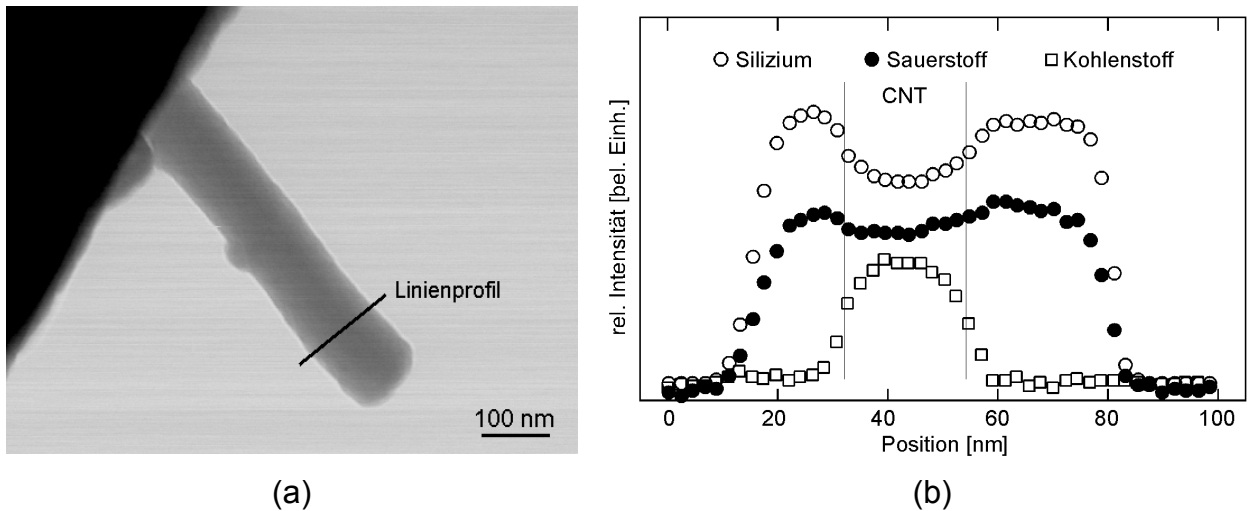 Linienprofil
100 nm
(a)
Silizium
Sauerstoff
Kohlenstoff
CNT
rel. Intensität [bel. Einh.]
0 20 40 60 80 100
Position [nm]
(b)